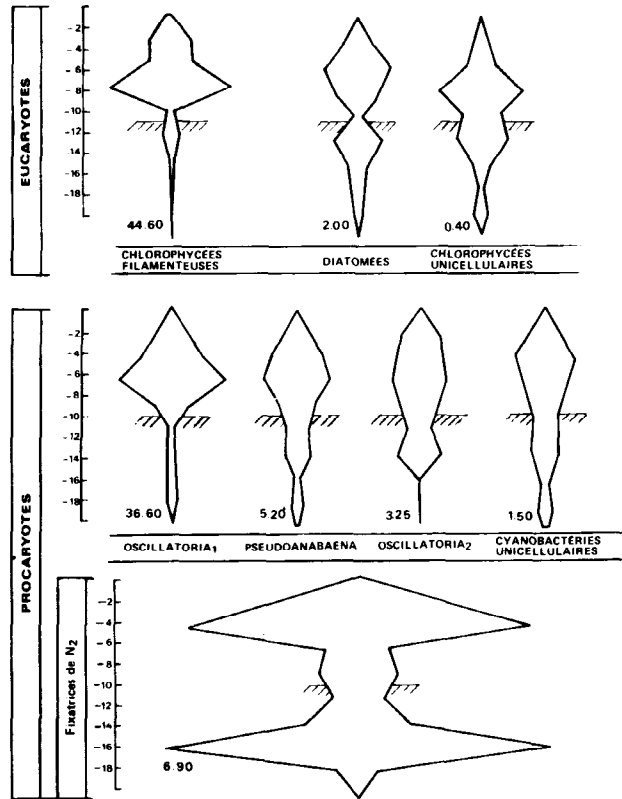 EUCARYOTES
-2
-4
-6
-8
-10
-12
-14
-16
-18
44.60
2.00
0.40
CHLOROPHYCÉES
FILAMENTEUSES
DIATOMÉES
CHLOROPHYCÉES
UNICELLULAIRES
PROCARYOTES
-2
-4
-6
-8
-10
-12
-14
-16
-18
36.60
5.20
3.25
1.50
OSCILLATORIA₁
PSEUDOANABAENA
OSCILLATORIA₂
CYANOBACTÉRIES
UNICELLULAIRES
Fixatrices de N₂
-2
-4
-6
-8
-10
-12
-14
-16
-18
6.90